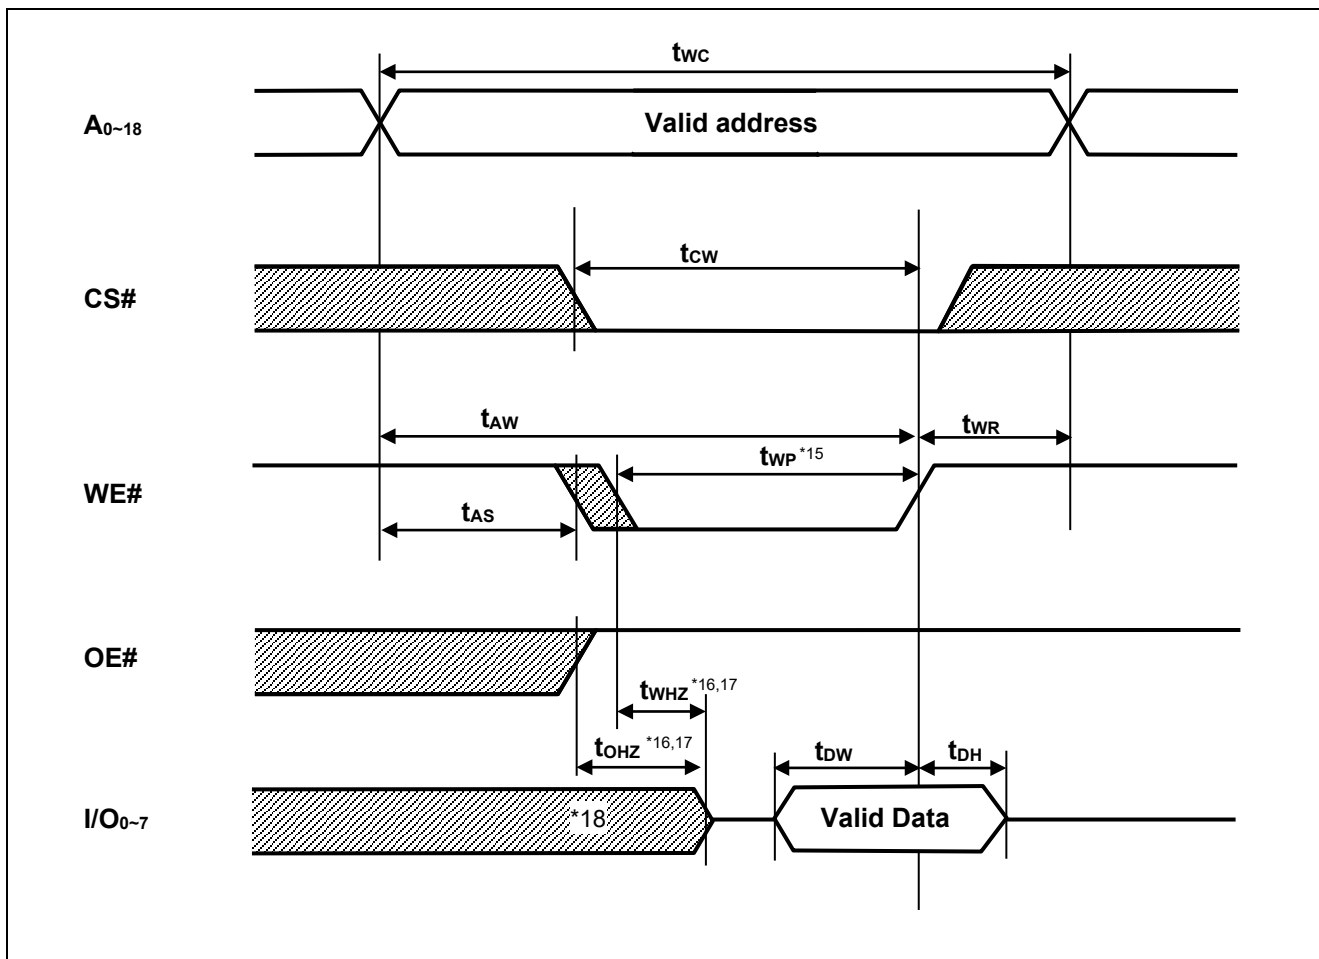 tWC
A0~18
Valid address
tCW
CS#
tAW
tWR
tWP *15
WE#
tAS
OE#
tWHZ *16,17
tOHZ *16,17
tDW
tDH
I/O0~7
*18
Valid Data